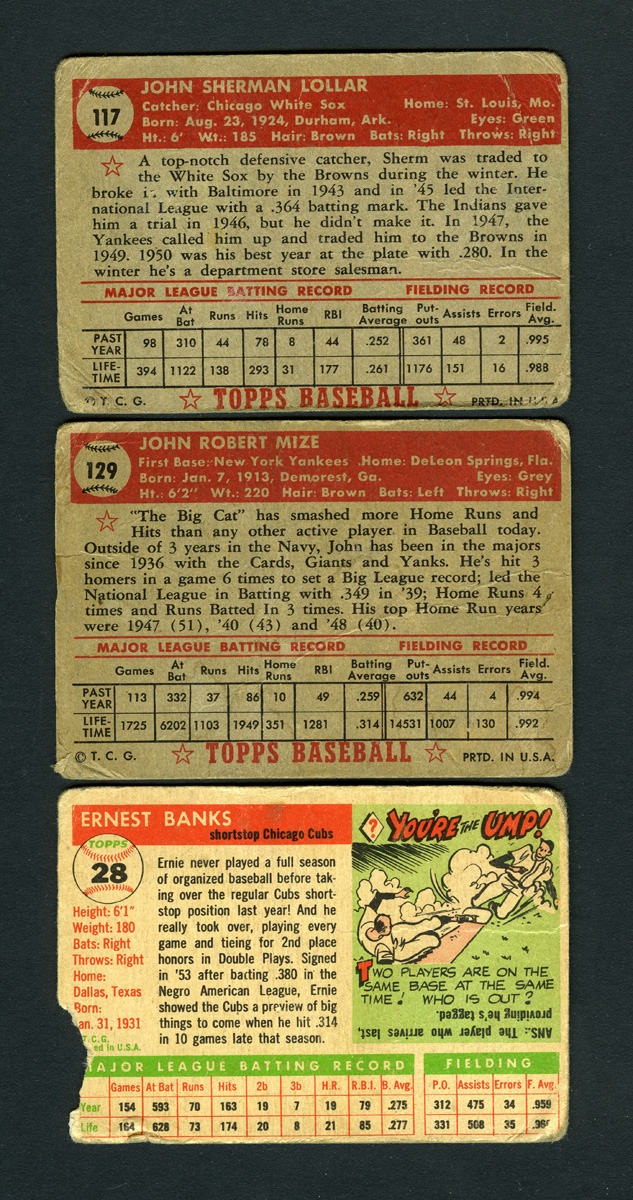 JOHN SHERMAN LOLLAR
117
Catcher: Chicago White Sox Home: St. Louis, Mo.
Born: Aug. 23, 1924, Durham, Ark. Eyes: Green
Ht.: 6' Wt.: 185 Hair: Brown Bats: Right Throws: Right
A top-notch defensive catcher, Sherm was traded to
the White Sox by the Browns during the winter. He
broke in with Baltimore in 1943 and in '45 led the Inter-
national League with a .364 batting mark. The Indians gave
him a trial in 1946, but he didn't make it. In 1947, the
Yankees called him up and traded him to the Browns in
1949. 1950 was his best year at the plate with .280. In the
winter he's a department store salesman.
MAJOR LEAGUE BATTING RECORD FIELDING RECORD
Games At Bat Runs Hits Home Runs RBI Batting Average Put-outs Assists Errors Field. Avg.
PAST YEAR 98 310 44 78 8 44 .252 361 48 2 .995
LIFE-TIME 394 1122 138 293 31 177 .261 1176 151 16 .988
© T. C. G. TOPPS BASEBALL PRTD. IN U.S.A
JOHN ROBERT MIZE
129
First Base: New York Yankees Home: DeLeon Springs, Fla.
Born: Jan. 7, 1913, Demorest, Ga. Eyes: Grey
Ht.: 6'2" Wt.: 220 Hair: Brown Bats: Left Throws: Right
"The Big Cat" has smashed more Home Runs and
Hits than any other active player in Baseball today.
Outside of 3 years in the Navy, John has been in the majors
since 1936 with the Cards, Giants and Yanks. He's hit 3
homers in a game 6 times to set a Big League record; led the
National League in Batting with .349 in '39; Home Runs 4
times and Runs Batted In 3 times. His top Home Run years
were 1947 (51), '40 (43) and '48 (40).
MAJOR LEAGUE BATTING RECORD FIELDING RECORD
Games At Bat Runs Hits Home Runs RBI Batting Average Put-outs Assists Errors Field. Avg.
PAST YEAR 113 332 37 86 10 49 .259 632 44 4 .994
LIFE-TIME 1725 6202 1103 1949 351 1281 .314 14531 1007 130 .992
© T. C. G. TOPPS BASEBALL PRTD. IN U.S.A.
ERNEST BANKS
shortstop Chicago Cubs
TOPPS
28
Height: 6'1"
Weight: 180
Bats: Right
Throws: Right
Home:
Dallas, Texas
Born:
an. 31, 1931
T.C.G.
ed in U.S.A.
Ernie never played a full season
of organized baseball before tak-
ing over the regular Cubs short-
stop position last year! And he
really took over, playing every
game and tieing for 2nd place
honors in Double Plays. Signed
in '53 after batting .380 in the
Negro American League, Ernie
showed the Cubs a preview of big
things to come when he hit .314
in 10 games late that season.
? YOU'RE THE UMP!
TWO PLAYERS ARE ON THE
SAME BASE AT THE SAME
TIME! WHO IS OUT?
ANS.: The player who arrives last,
providing he's tagged.
AJOR LEAGUE BATTING RECORD FIELDING
Games At Bat Runs Hits 2b 3b H.R. R.B.I. B. Avg. P.O. Assists Errors F. Avg.
Year 154 593 70 163 19 7 19 79 .275 312 475 34 .959
Life 164 628 73 174 20 8 21 85 .277 331 508 35